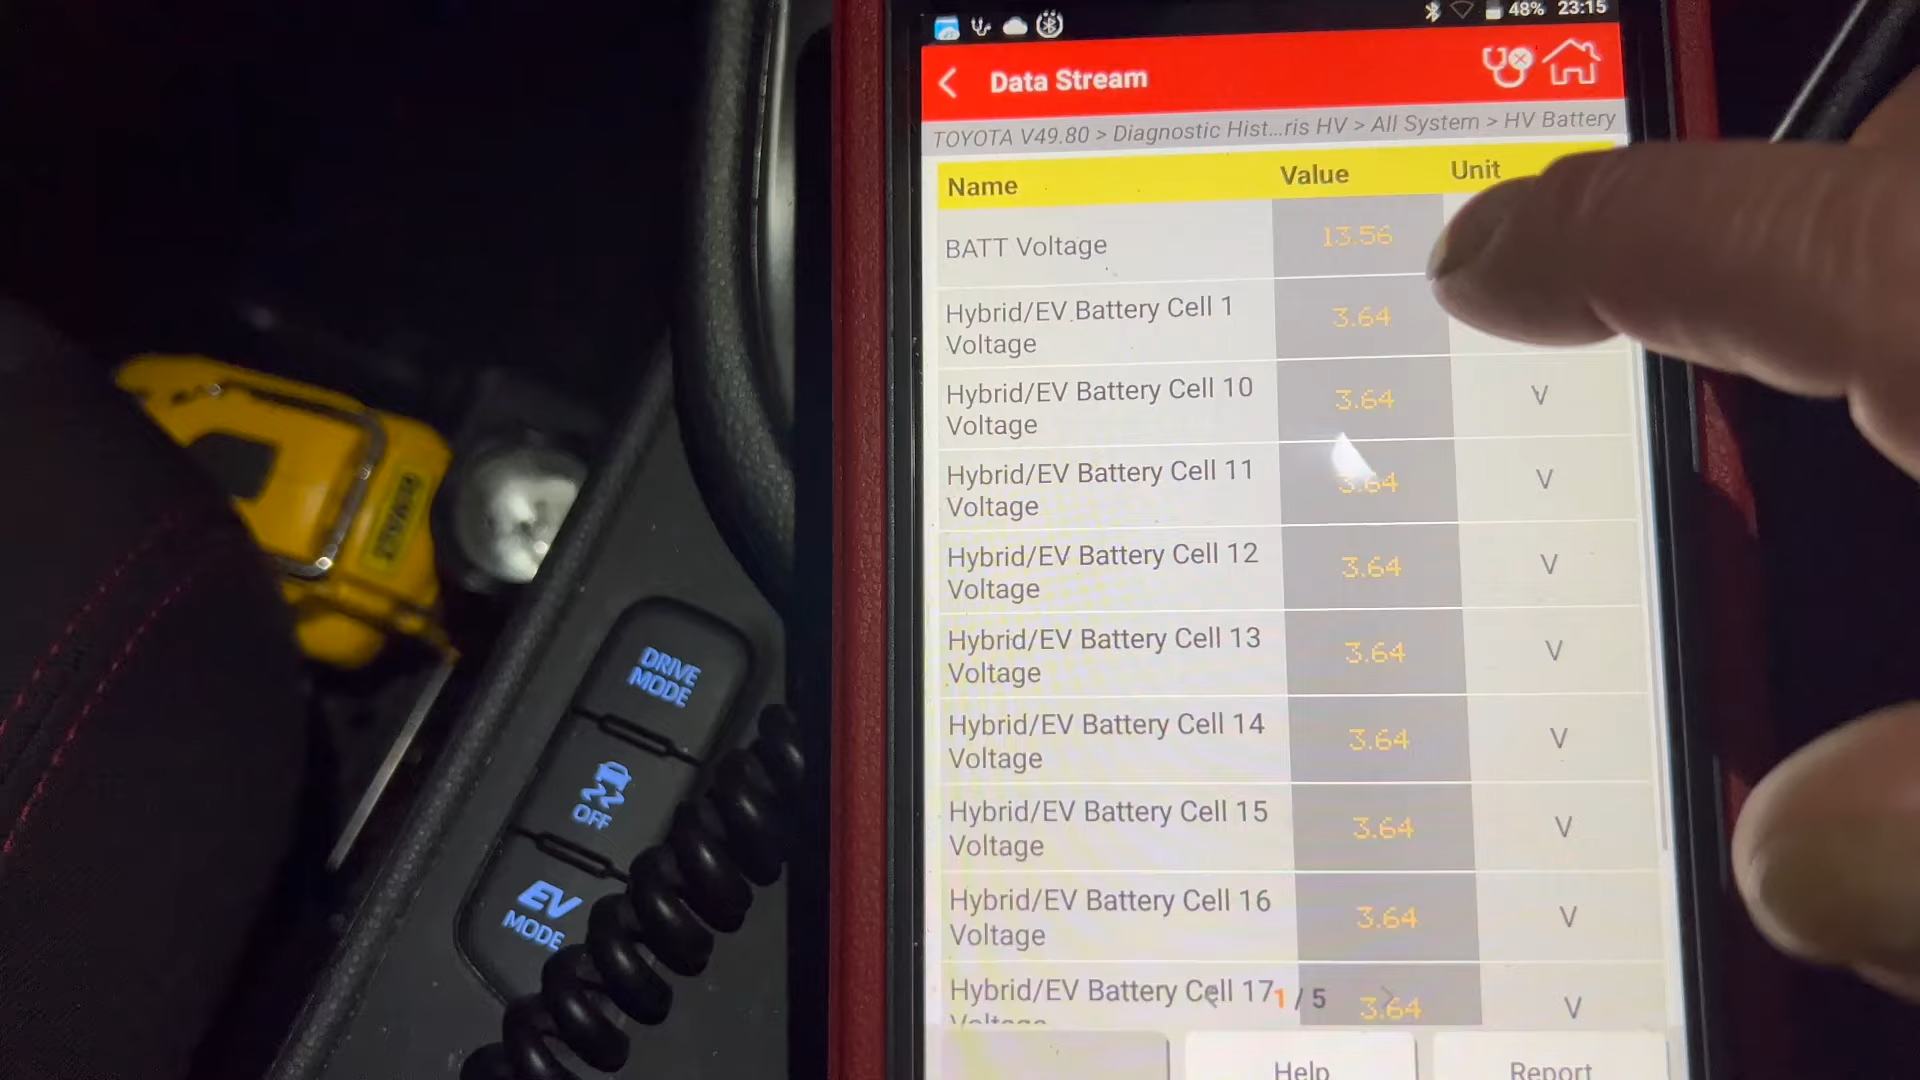 48% 23:15
Data Stream
TOYOTA V49.80 > Diagnostic Hist...ris HV > All System > HV Battery
Name Value Unit
BATT Voltage 13.56
Hybrid/EV Battery Cell 1
Voltage
3.64
Hybrid/EV Battery Cell 10
Voltage
3.64 V
Hybrid/EV Battery Cell 11
Voltage
3.64 V
Hybrid/EV Battery Cell 12
Voltage
3.64 V
Hybrid/EV Battery Cell 13
Voltage
3.64 V
Hybrid/EV Battery Cell 14
Voltage
3.64 V
Hybrid/EV Battery Cell 15
Voltage
3.64 V
Hybrid/EV Battery Cell 16
Voltage
3.64 V
Hybrid/EV Battery Cell 17
Voltage
3.64 V
1 / 5
Help Report
DRIVE
MODE
OFF
EV
MODE
DEWALT